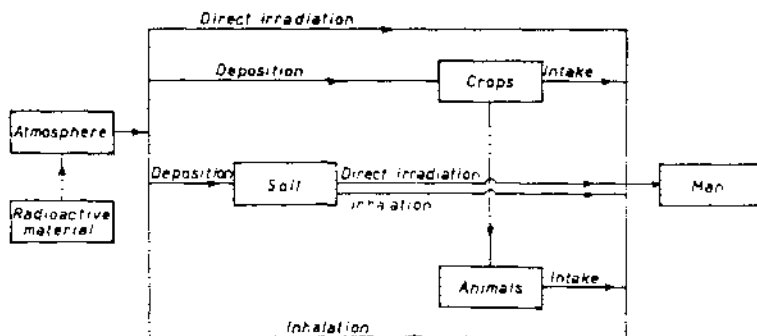 Direct irradiation
Deposition
Crops
Intake
Atmosphere
Deposition
Soil
Direct irradiation
Inhalation
Man
Radioactive
material
Animals
Intake
Inhalation